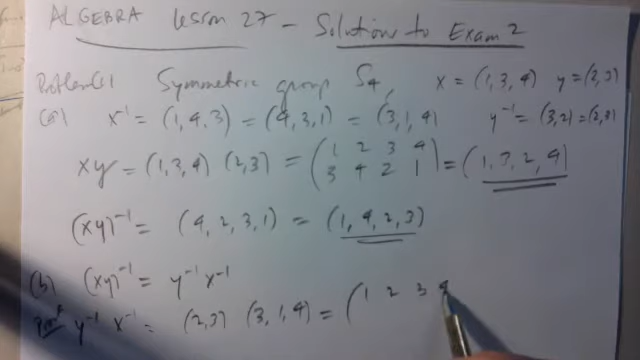 ALGEBRA Lesson 27 - Solution to Exam 2
Problem 1 Symmetric group S4, x = (1,3,4) y = (2,3)
(a) x⁻¹ = (1,4,3) = (4,3,1) = (3,1,4) y⁻¹ = (3,2) = (2,3)
xy = (1,3,4) (2,3) = (1 2 3 4 / 3 4 2 1) = (1,3,2,4)
(xy)⁻¹ = (4,2,3,1) = (1,4,2,3)
(b) (xy)⁻¹ = y⁻¹x⁻¹
Proof y⁻¹ x⁻¹ = (2,3) (3,1,4) = (1 2 3 4